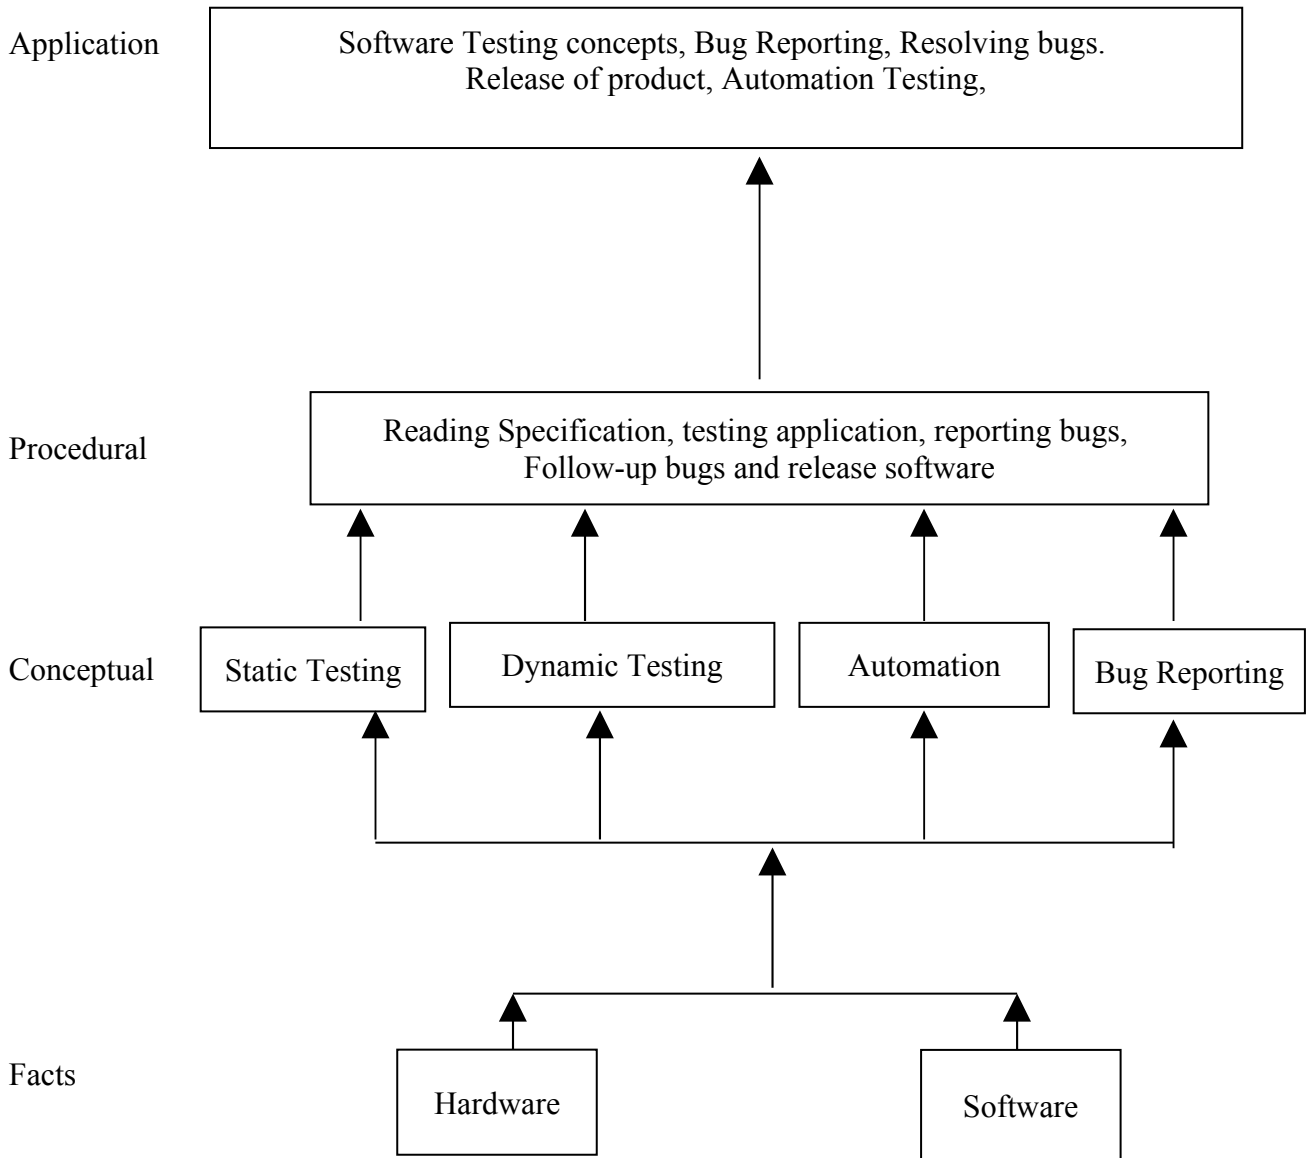 Application
Software Testing concepts, Bug Reporting, Resolving bugs.
Release of product, Automation Testing,
Procedural
Reading Specification, testing application, reporting bugs,
Follow-up bugs and release software
Conceptual
Static Testing
Dynamic Testing
Automation
Bug Reporting
Facts
Hardware
Software